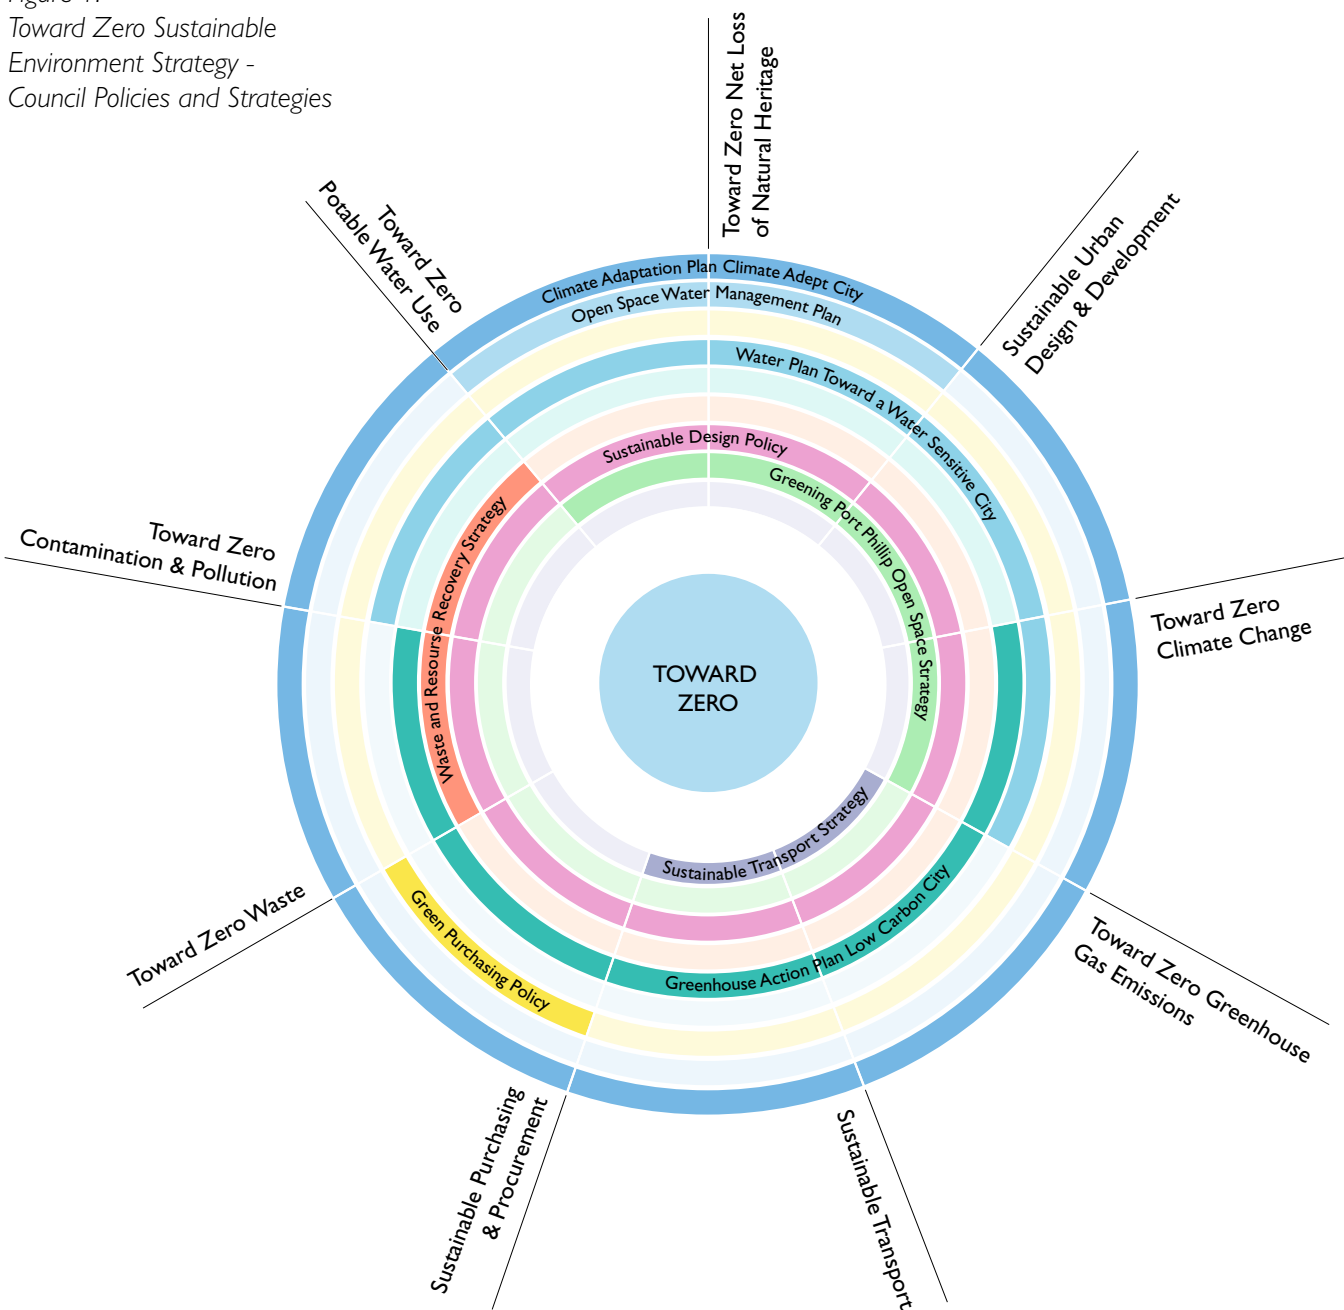 Toward Zero Sustainable
Environment Strategy -
Council Policies and Strategies
Toward Zero Net Loss
of Natural Heritage
Sustainable Urban
Design & Development
Toward Zero
Climate Change
Toward Zero Greenhouse
Gas Emissions
Sustainable Transport
Sustainable Purchasing
& Procurement
Toward Zero Waste
Toward Zero
Contamination & Pollution
Toward Zero
Potable Water Use
Climate Adaptation Plan Climate Adept City
Open Space Water Management Plan
Water Plan Toward a Water Sensitive City
Sustainable Design Policy
Greening Port Phillip Open Space Strategy
Waste and Resourse Recovery Strategy
Sustainable Transport Strategy
Greenhouse Action Plan Low Carbon City
Green Purchasing Policy
TOWARD
ZERO